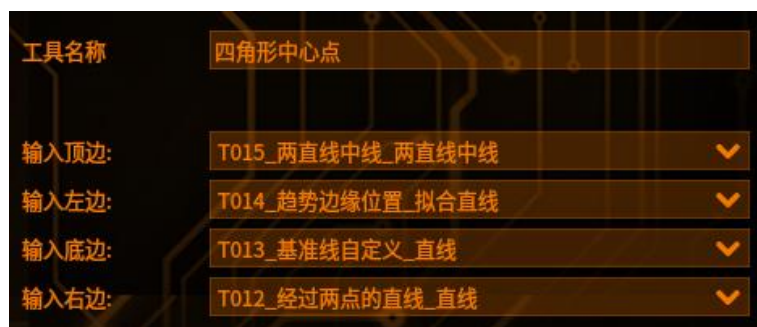 工具名称 四角形中心点
输入顶边: T015_两直线中线_两直线中线
输入左边: T014_趋势边缘位置_拟合直线
输入底边: T013_基准线自定义_直线
输入右边: T012_经过两点的直线_直线